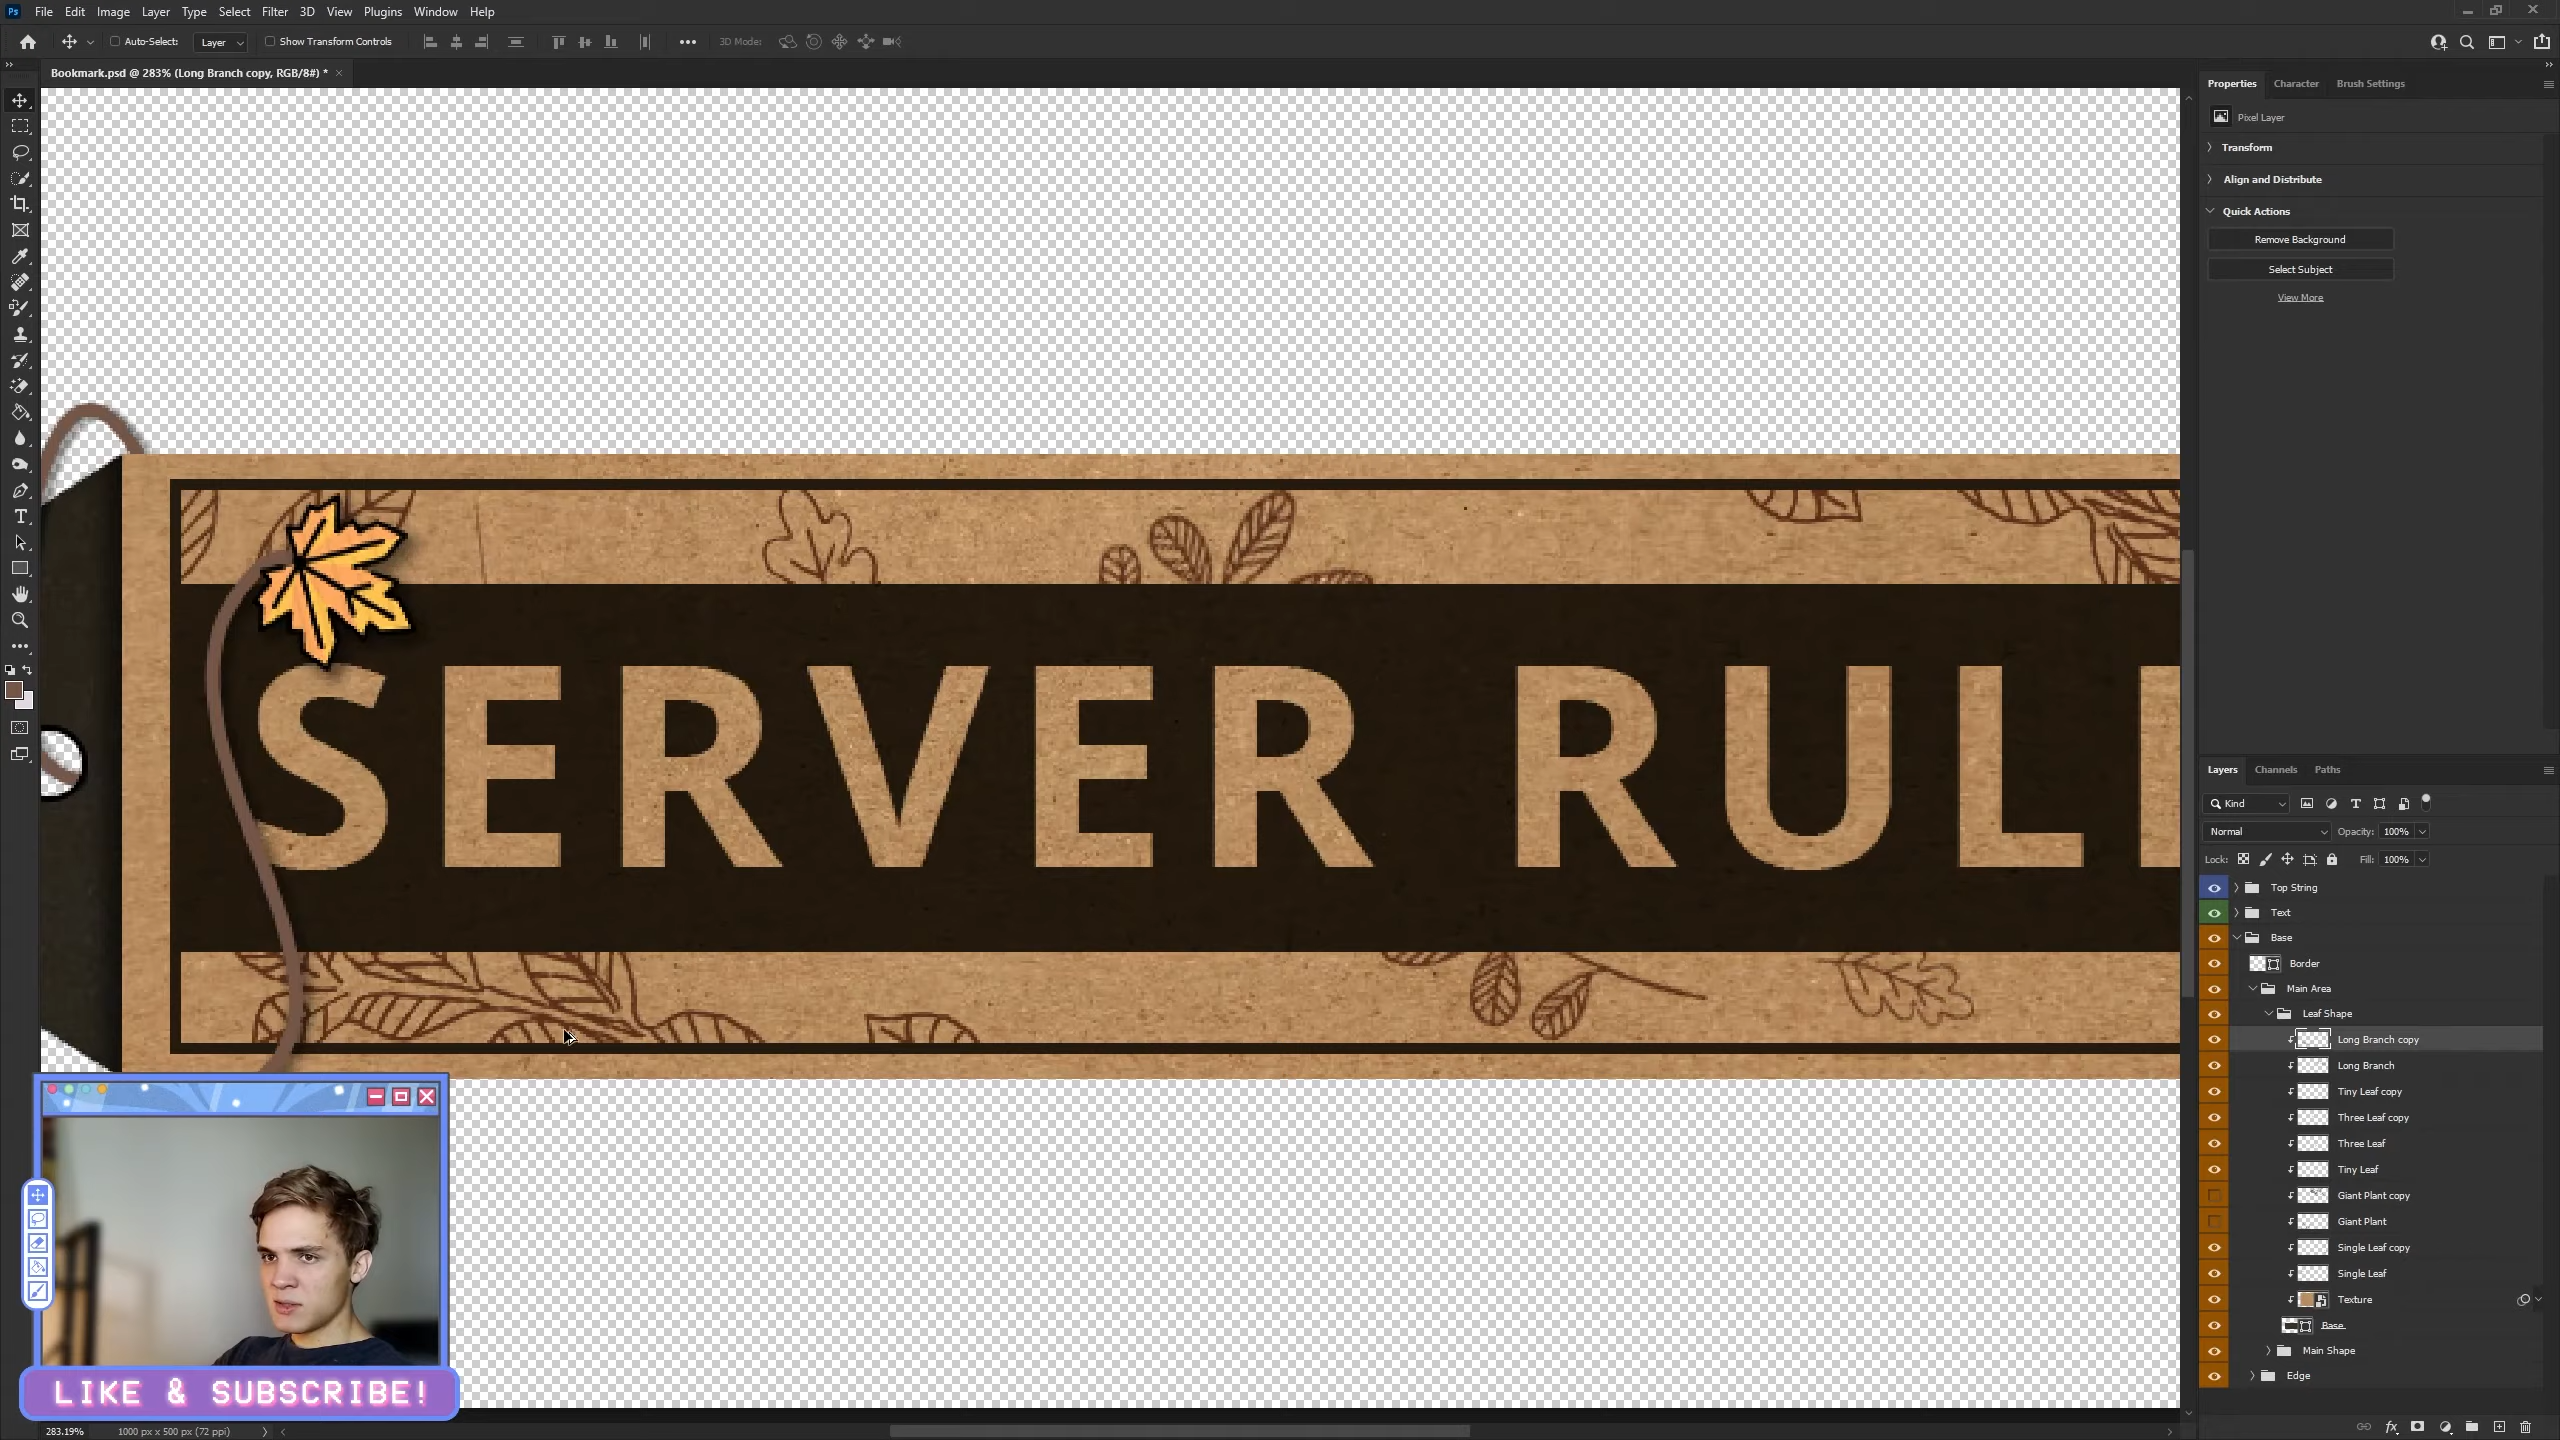 Ps File Edit Image Layer Type Select Filter 3D View Plugins Window Help
Auto-Select: Layer Show Transform Controls 3D Mode:
Bookmark.psd @ 283% (Long Branch copy, RGB/8#) * ×
Properties Character Brush Settings
Pixel Layer
Transform
Align and Distribute
Quick Actions
Remove Background
Select Subject
View More
SERVER RUL
Layers Channels Paths
Kind
Normal Opacity: 100%
Lock: Fill: 100%
Top String
Text
Base
Border
Main Area
Leaf Shape
Long Branch copy
Long Branch
Tiny Leaf copy
Three Leaf copy
Three Leaf
Tiny Leaf
Giant Plant copy
Giant Plant
Single Leaf copy
Single Leaf
Texture
Base
Main Shape
Edge
LIKE & SUBSCRIBE!
283.19% 1000 px x 500 px (72 ppi)